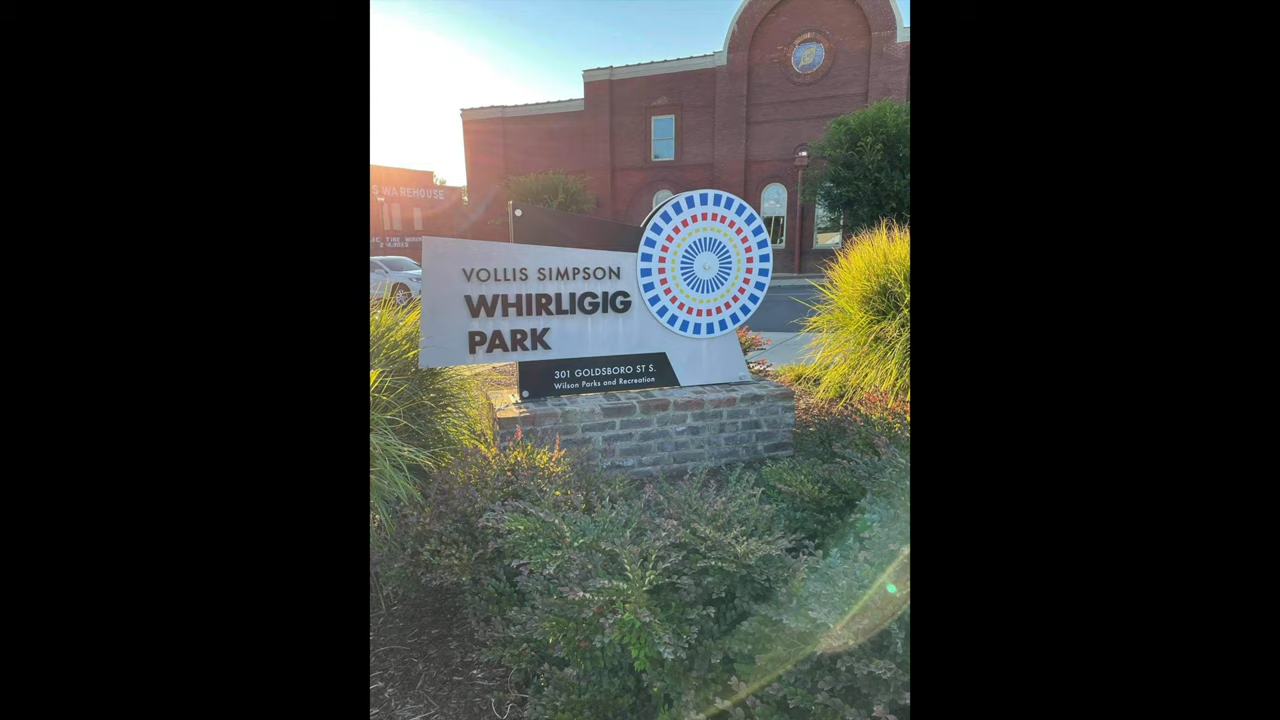 S WAREHOUSE
VOLLIS SIMPSON
WHIRLIGIG
PARK
301 GOLDSBORO ST S.
Wilson Parks and Recreation